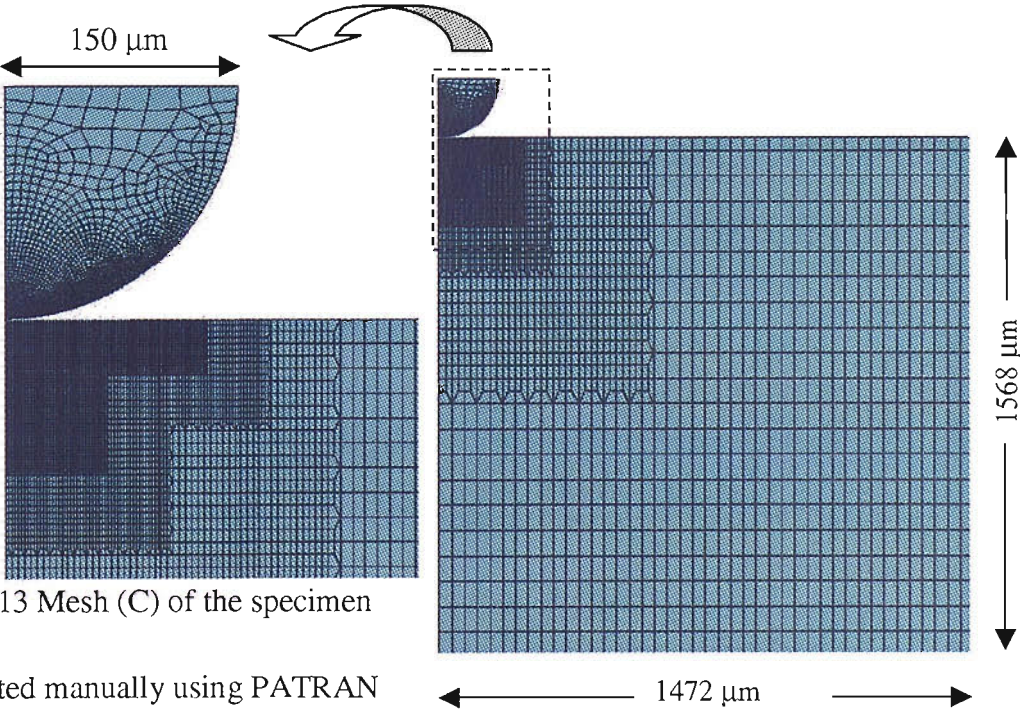 150 µm
1568 µm
13 Mesh (C) of the specimen
ted manually using PATRAN
1472 µm